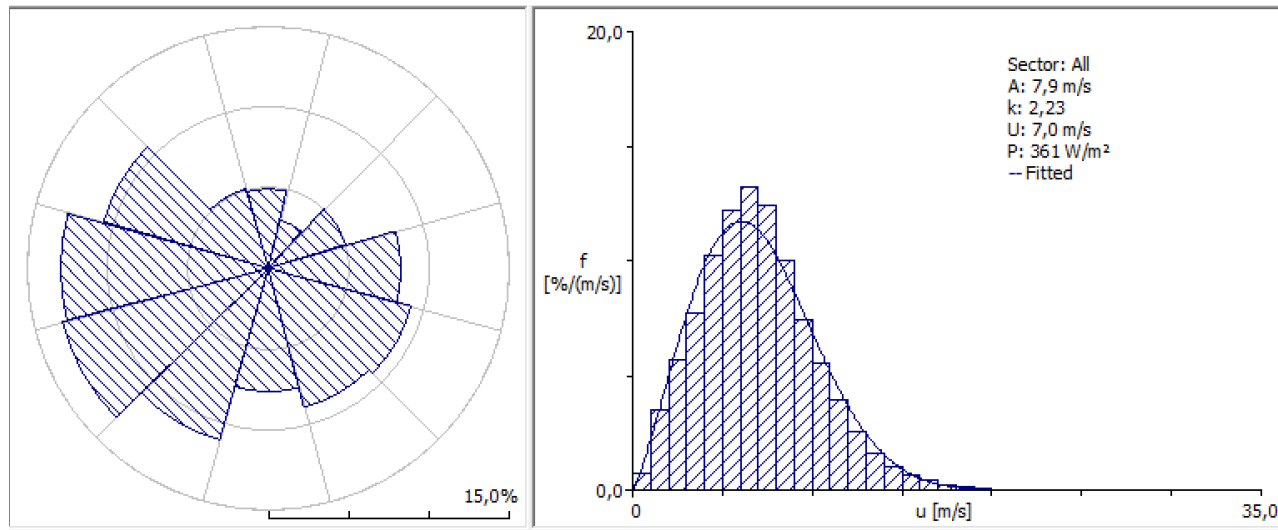 15,0%
20,0
f
[%/(m/s)]
0,0
0
u [m/s]
35,0
Sector: All
A: 7,9 m/s
k: 2,23
U: 7,0 m/s
P: 361 W/m²
-- Fitted